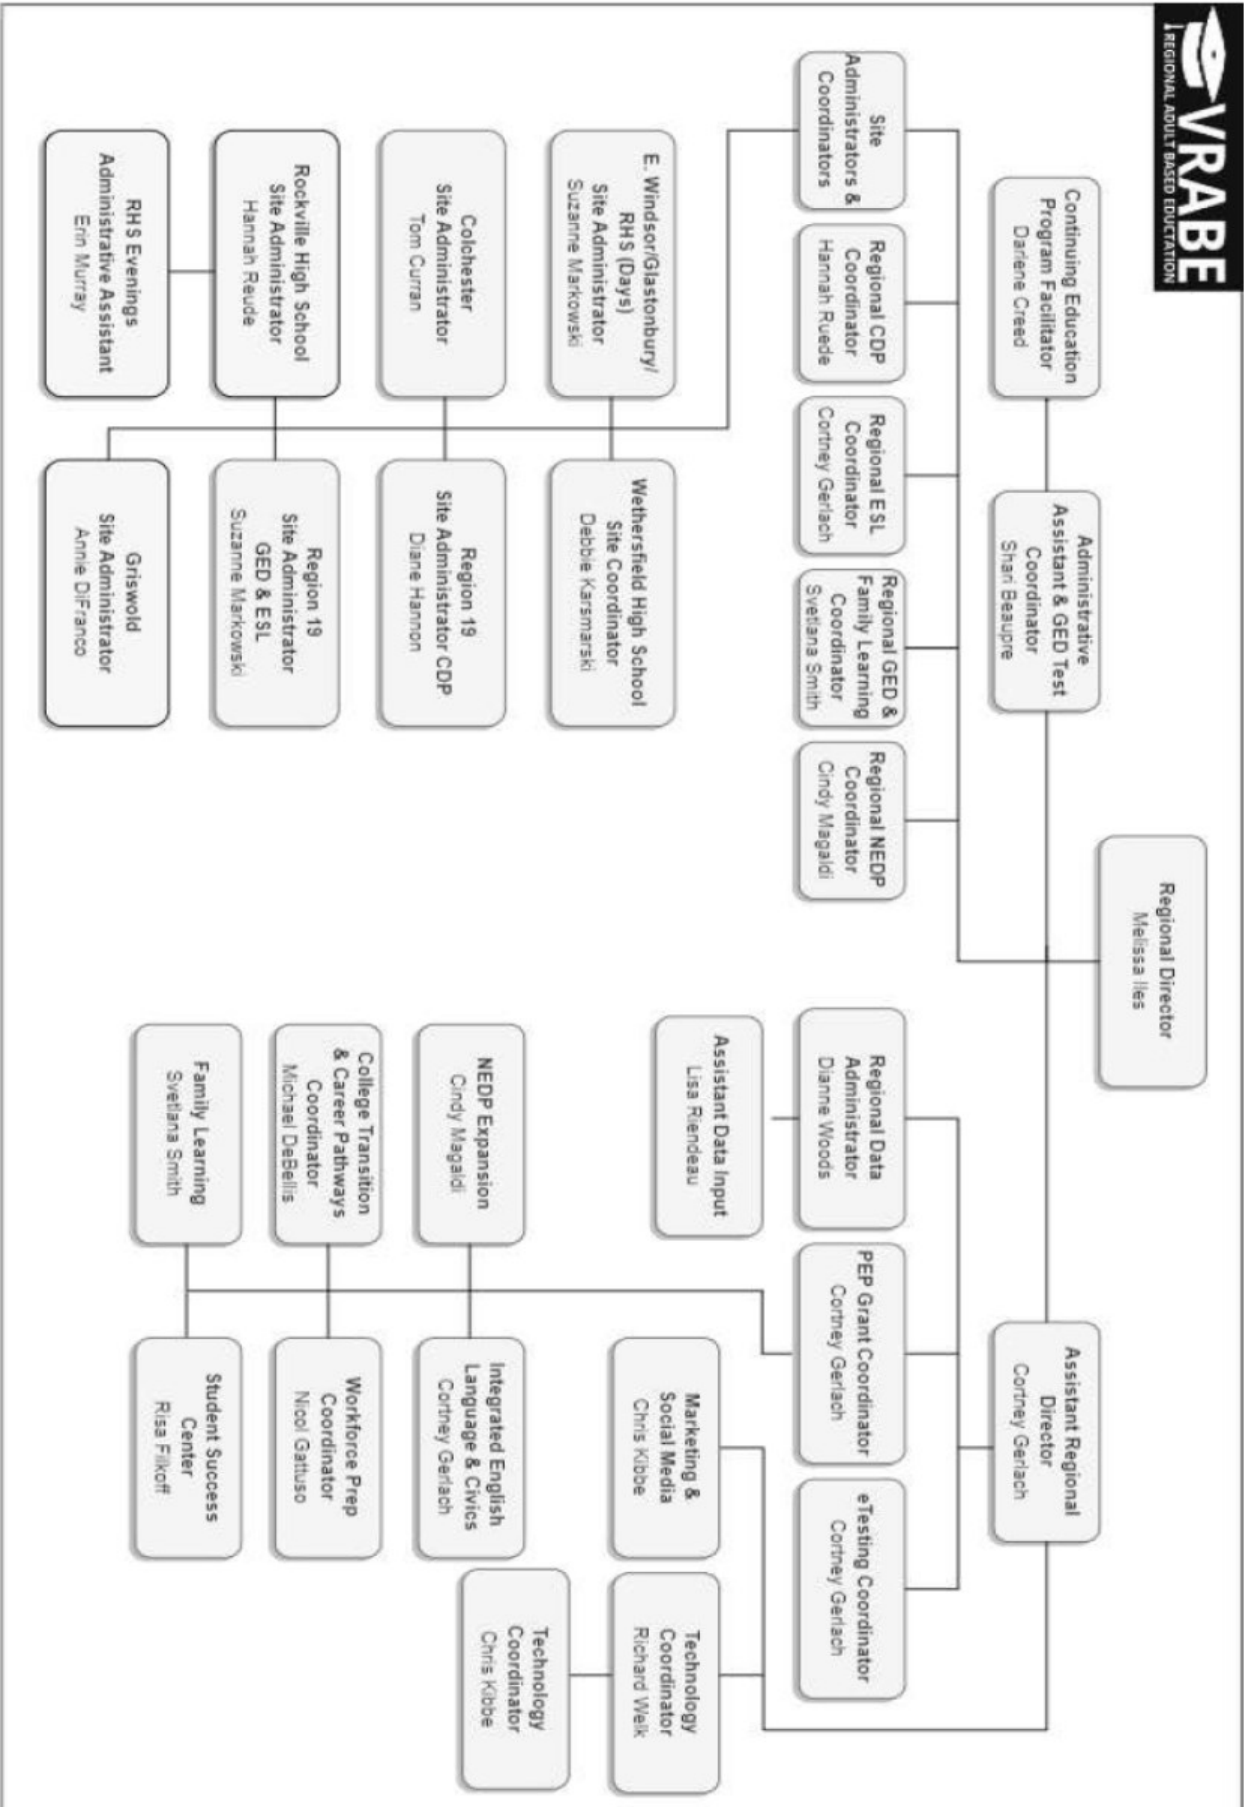 VRABE
REGIONAL ADULT BASED EDUCTATION
Regional Director
Melissa Iles
Continuing Education
Program Facilitator
Darlene Creed
Administrative
Assistant & GED Test
Coordinator
Shari Beaupre
Assistant Regional
Director
Cortney Gerlach
Site
Administrators &
Coordinators
Regional CDP
Coordinator
Hannah Ruede
Regional ESL
Coordinator
Cortney Gerlach
Regional GED &
Family Learning
Coordinator
Svetlana Smith
Regional NEDP
Coordinator
Cindy Magaldi
Regional Data
Administrator
Dianne Woods
PEP Grant Coordinator
Cortney Gerlach
eTesting Coordinator
Cortney Gerlach
Assistant Data Input
Lisa Riendeau
Marketing &
Social Media
Chris Kibbe
Technology
Coordinator
Richard Welk
Technology
Coordinator
Chris Kibbe
E. Windsor/Glastonbury/
RHS (Days)
Site Administrator
Suzanne Markowski
Wethersfield High School
Site Coordinator
Debbie Karsmarski
Colchester
Site Administrator
Tom Curran
Region 19
Site Administrator CDP
Diane Hannon
Rockville High School
Site Administrator
Hannah Reude
Region 19
Site Administrator
GED & ESL
Suzanne Markowski
RHS Evenings
Administrative Assistant
Erin Murray
Griswold
Site Administrator
Annie DiFranco
NEDP Expansion
Cindy Magaldi
Integrated English
Language & Civics
Cortney Gerlach
College Transition
& Career Pathways
Coordinator
Michael DeBellis
Workforce Prep
Coordinator
Nicol Gattuso
Family Learning
Svetlana Smith
Student Success
Center
Risa Filkoff